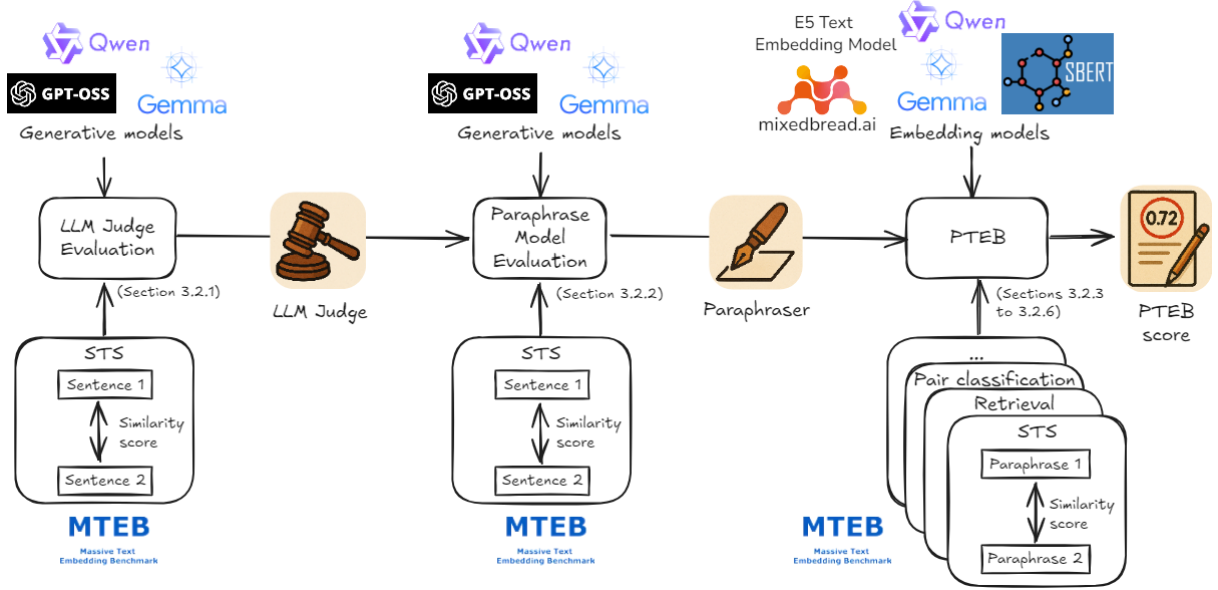 Qwen
GPT-OSS
Gemma
Generative models
LLM Judge
Evaluation
(Section 3.2.1)
LLM Judge
STS
Sentence 1
Similarity
score
Sentence 2
MTEB
Massive Text
Embedding Benchmark
Qwen
GPT-OSS
Gemma
Generative models
Paraphrase
Model
Evaluation
(Section 3.2.2)
Paraphraser
STS
Sentence 1
Similarity
score
Sentence 2
MTEB
Massive Text
Embedding Benchmark
E5 Text
Embedding Model
Qwen
SBERT
mixedbread.ai
Gemma
Embedding models
PTEB
0.72
(Sections 3.2.3
to 3.2.6)
PTEB
score
...
Pair classification
Retrieval
STS
Paraphrase 1
Similarity
score
Paraphrase 2
MTEB
Massive Text
Embedding Benchmark